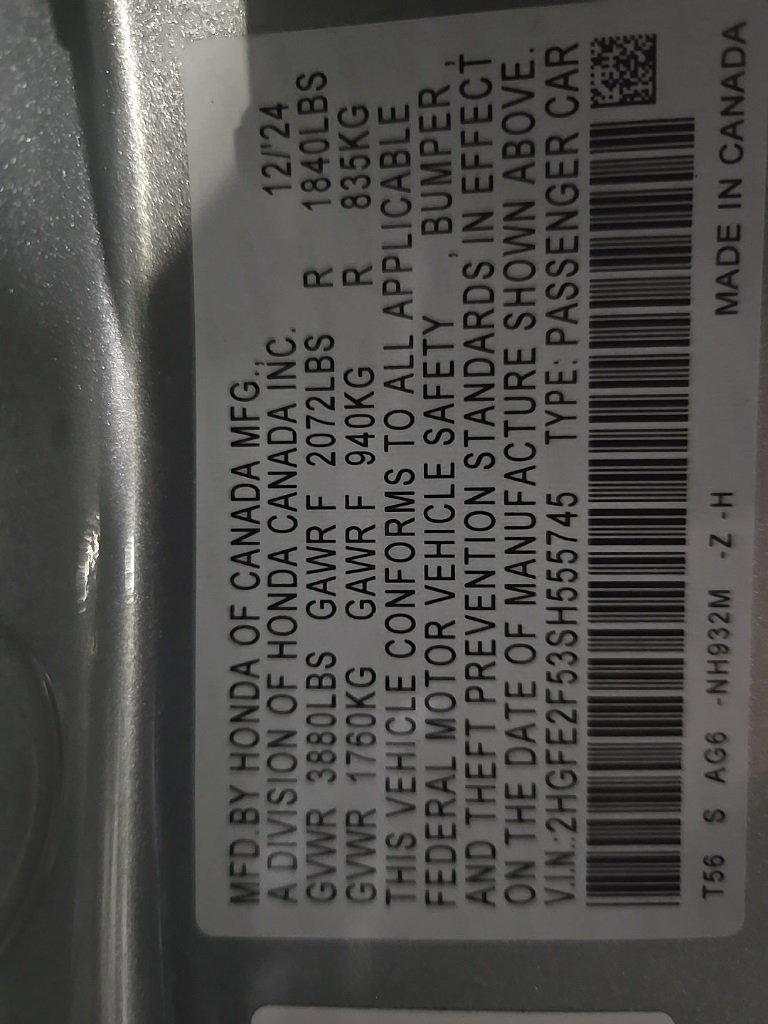 MFD.BY HONDA OF CANADA MFG., 12/'24
A DIVISION OF HONDA CANADA INC.
GVWR 3880LBS GAWR F 2072LBS R 1840LBS
GVWR 1760KG GAWR F 940KG R 835KG
THIS VEHICLE CONFORMS TO ALL APPLICABLE
FEDERAL MOTOR VEHICLE SAFETY , BUMPER ,
AND THEFT PREVENTION STANDARDS IN EFFECT
ON THE DATE OF MANUFACTURE SHOWN ABOVE.
V.I.N.:2HGFE2F53SH555745 TYPE: PASSENGER CAR
T56 S AG6 -NH932M -Z -H MADE IN CANADA